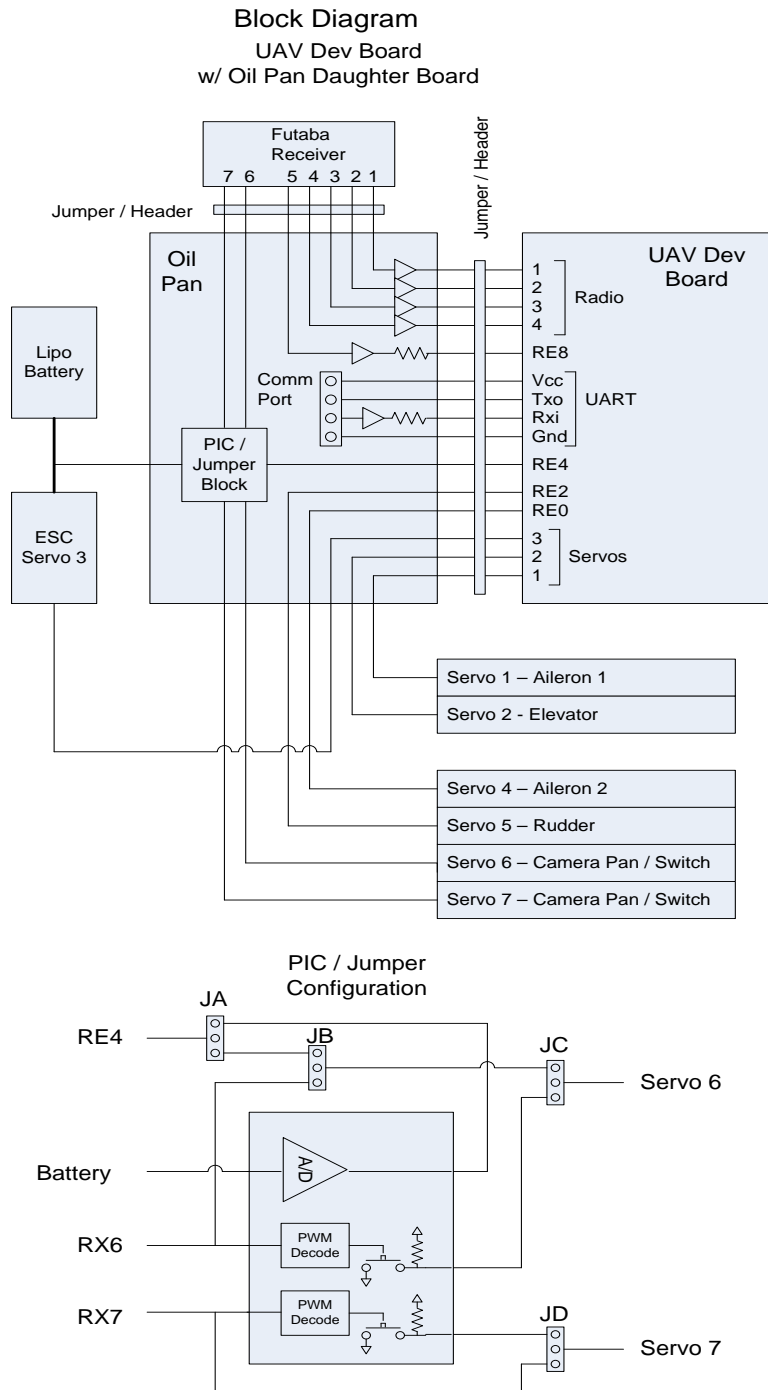 Block Diagram
UAV Dev Board
w/ Oil Pan Daughter Board
Futaba
Receiver
7 6 5 4 3 2 1
Jumper / Header
Jumper / Header
Oil
Pan
UAV Dev
Board
1
2
3
4
Radio
RE8
Lipo
Battery
Comm
Port
Vcc
Txo
Rxi
Gnd
UART
PIC /
Jumper
Block
RE4
RE2
RE0
ESC
Servo 3
3
2
1
Servos
Servo 1 – Aileron 1
Servo 2 - Elevator
Servo 4 – Aileron 2
Servo 5 – Rudder
Servo 6 – Camera Pan / Switch
Servo 7 – Camera Pan / Switch
PIC / Jumper
Configuration
JA
RE4
JB
JC
Servo 6
Battery
A/D
RX6
PWM
Decode
RX7
PWM
Decode
JD
Servo 7